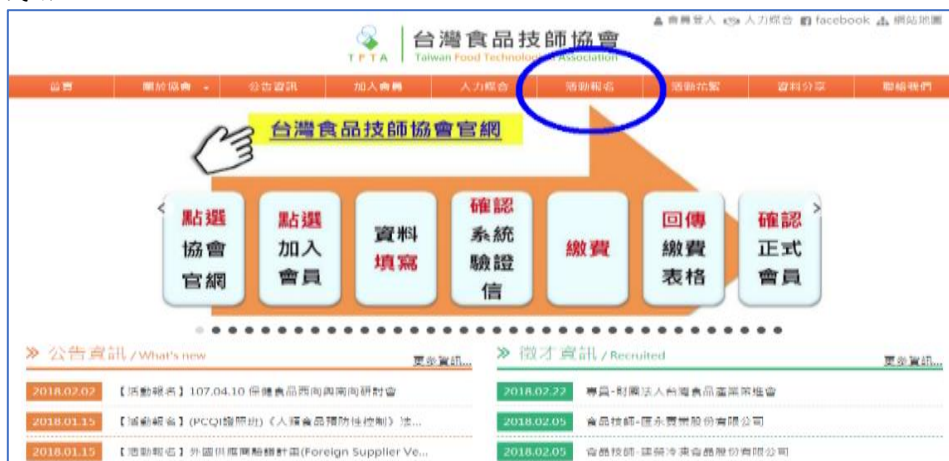 會員登入 人力媒合 facebook 網站地圖
TFTA
台灣食品技師協會
Taiwan Food Technologist Association
首頁 關於協會 公告資訊 加入會員 人力媒合 活動報名 活動花絮 資料分享 聯絡我們
台灣食品技師協會官網
點選
協會
官網
點選
加入
會員
資料
填寫
確認
系統
驗證
信
繳費
回傳
繳費
表格
確認
正式
會員
公告資訊 / What's new
更多資訊...
2018.02.02 【活動報名】107.04.10 保健食品西向與南向研討會
2018.01.15 【活動報名】(PCQI證照班)《人類食品預防性控制》法...
2018.01.15 【活動報名】外國供應商驗證計畫(Foreign Supplier Ve...
徵才資訊 / Recruited
更多資訊...
2018.02.22 專員-財團法人台灣食品產業策進會
2018.02.05 食品技師-匯永實業股份有限公司
2018.02.05 食品技師-建榮冷凍食品股份有限公司